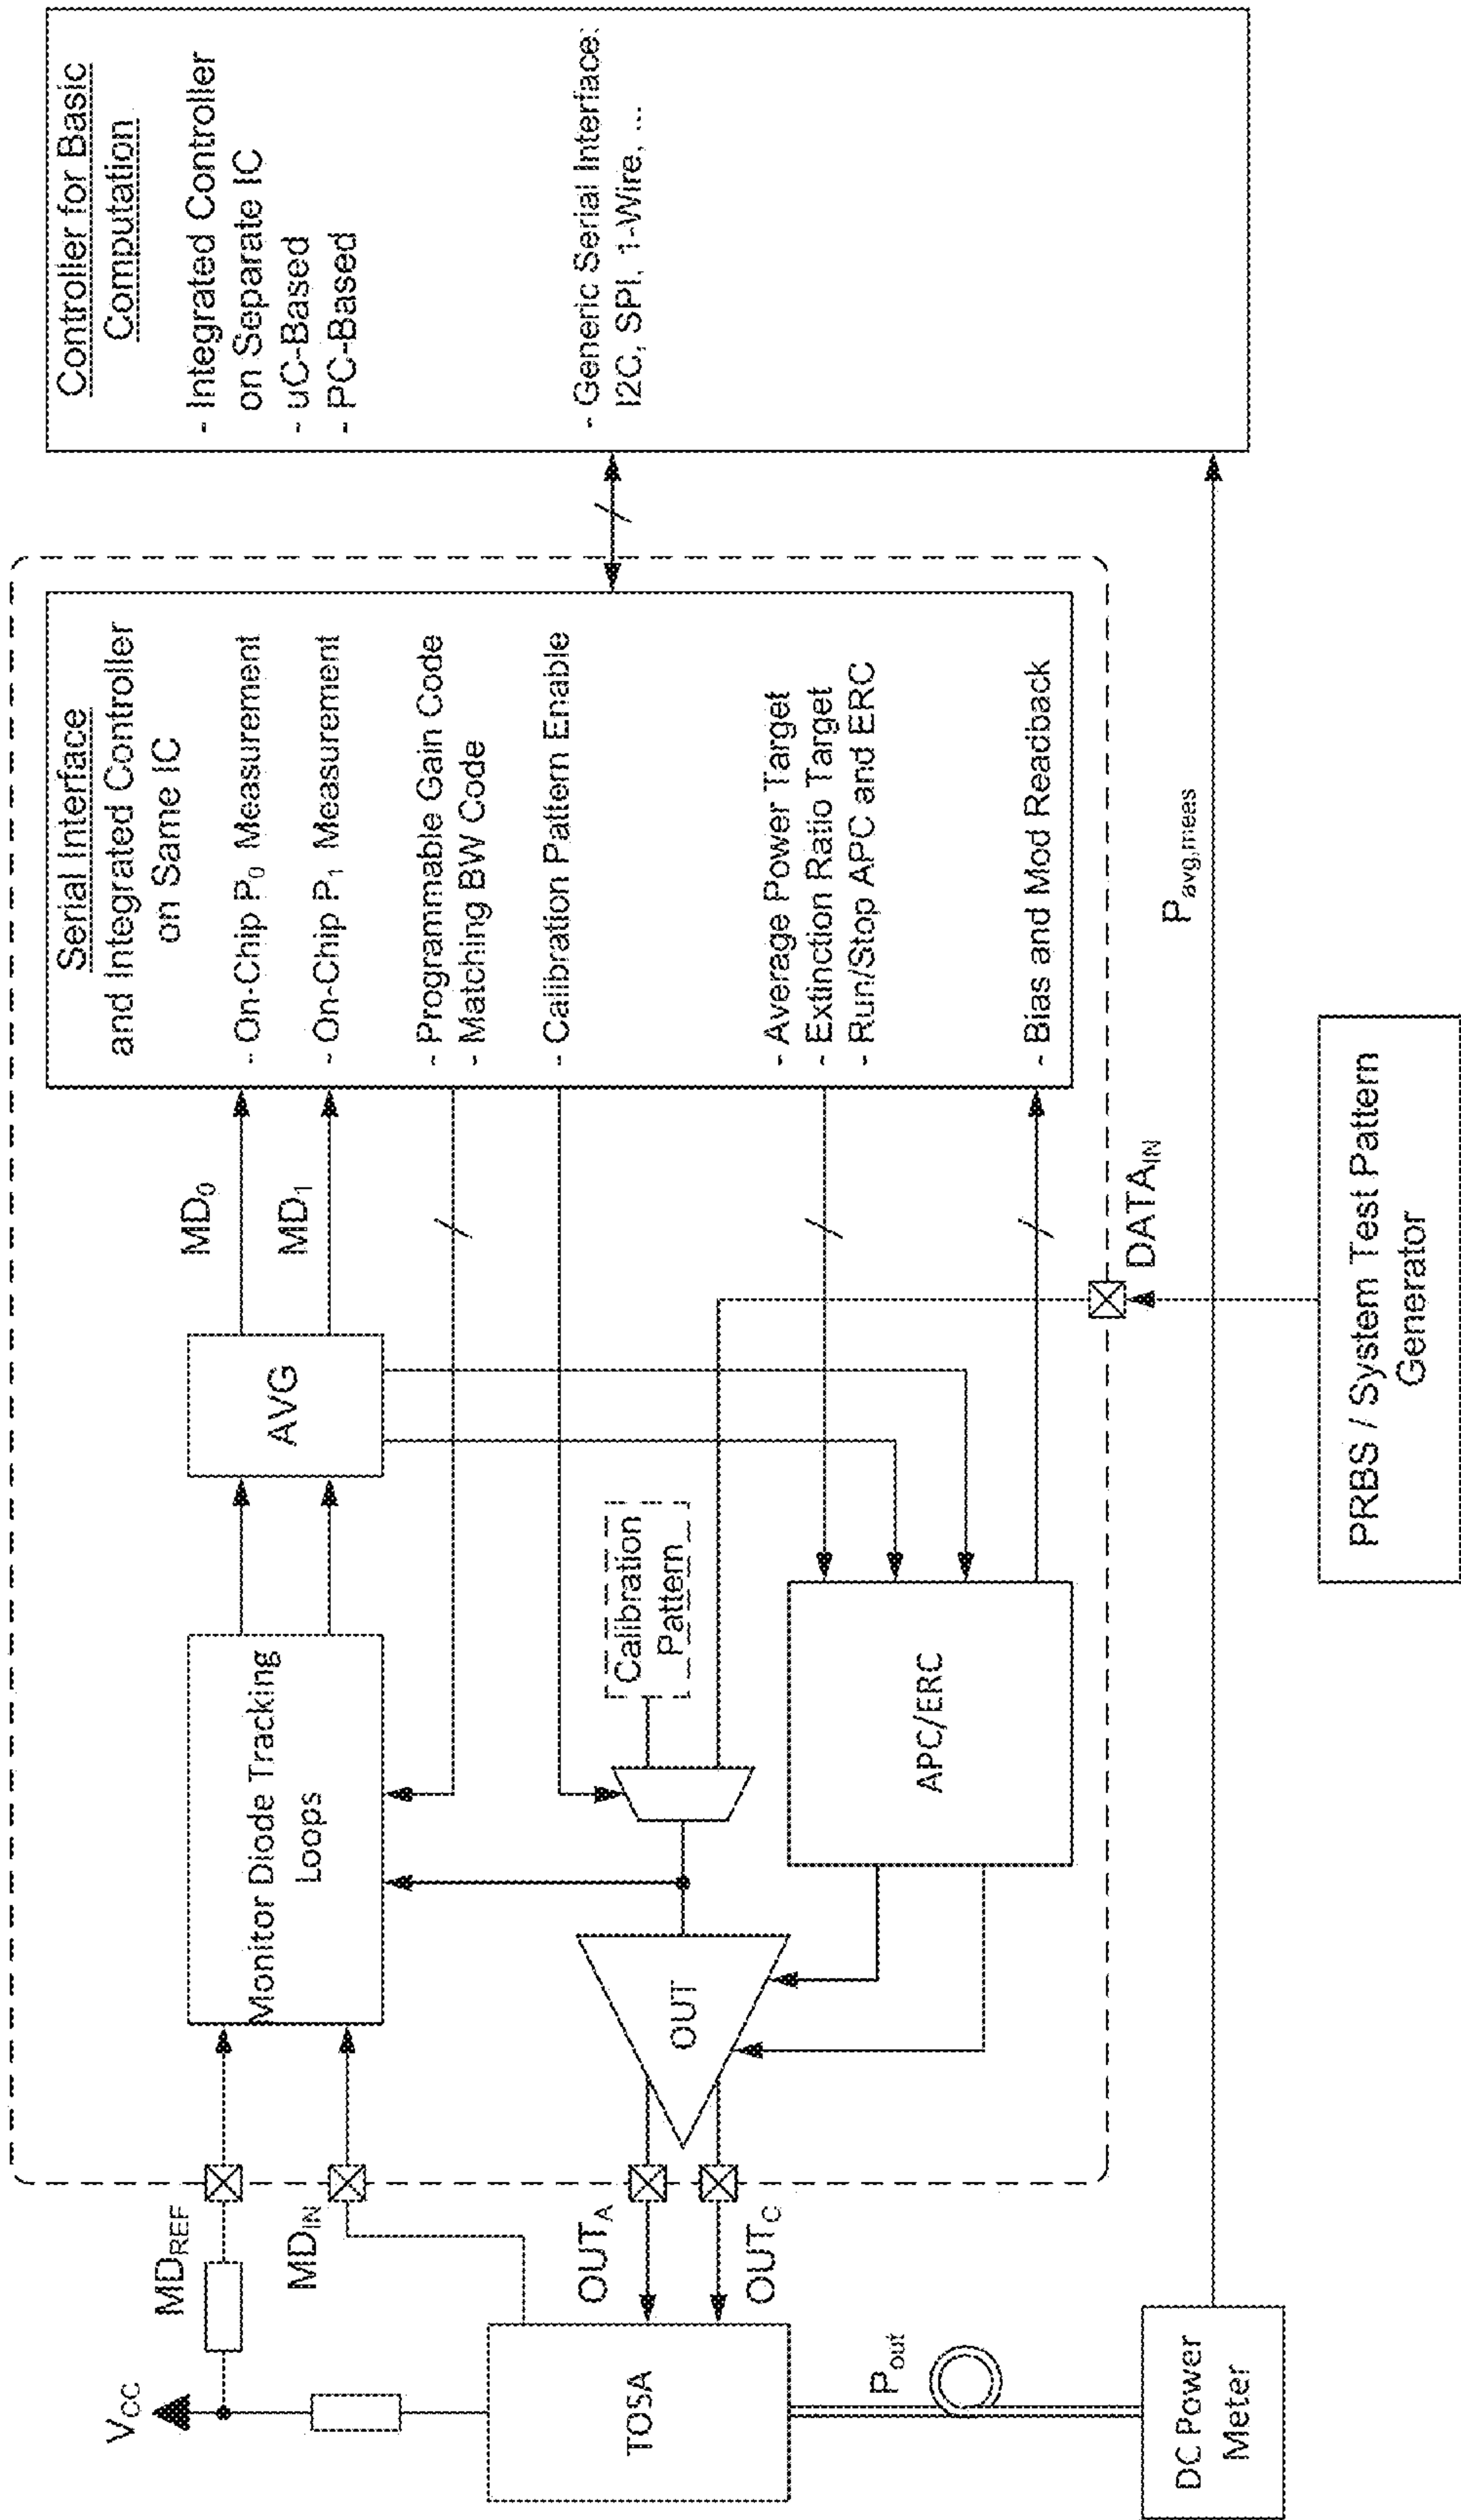 Controller for Basic
Computation
- Integrated Controller
on Separate IC
- uC-Based
- PC-Based
- Generic Serial Interface:
I2C, SPI, 1-Wire, ...
Serial Interface
and Integrated Controller
on Same IC
- On-Chip P0 Measurement
- On-Chip P1 Measurement
- Programmable Gain Code
- Matching BW Code
- Calibration Pattern Enable
- Average Power Target
- Extinction Ratio Target
- Run/Stop APC and ERC
- Bias and Mod Readback
MD0
MD1
AVG
Monitor Diode Tracking
Loops
Calibration
Pattern
APC/ERC
OUT
MDREF
MDIN
OUTA
OUTC
VCC
TOSA
Pout
DC Power
Meter
Pavg,meas
DATAIN
PRBS / System Test Pattern
Generator